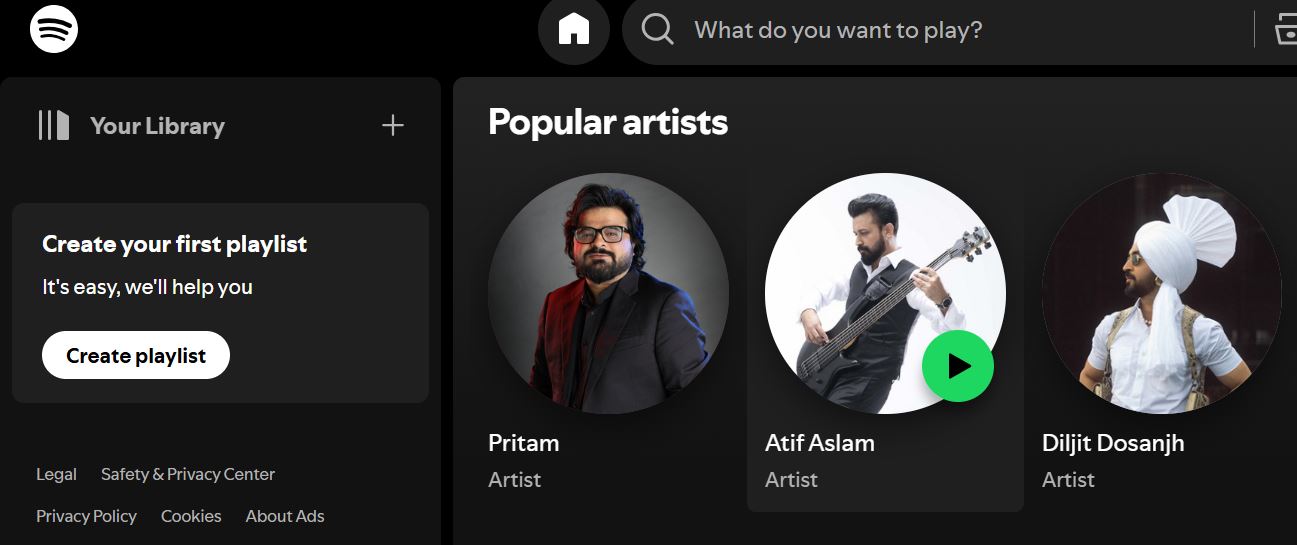 What do you want to play?
Your Library
Create your first playlist
It's easy, we'll help you
Create playlist
Legal Safety & Privacy Center
Privacy Policy Cookies About Ads
Popular artists
Pritam Atif Aslam Diljit Dosanjh
Artist Artist Artist